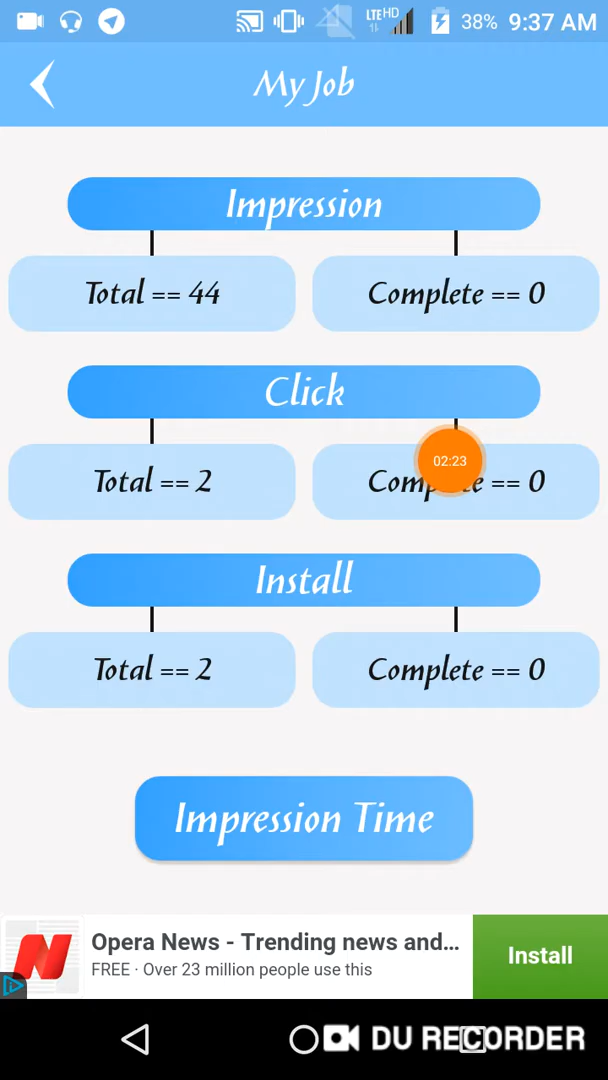 LTE HD 38% 9:37 AM
My Job
Impression
Total == 44 Complete == 0
Click
02:23
Total == 2 Complete == 0
Install
Total == 2 Complete == 0
Impression Time
Opera News - Trending news and...
FREE · Over 23 million people use this
Install
DU RECORDER